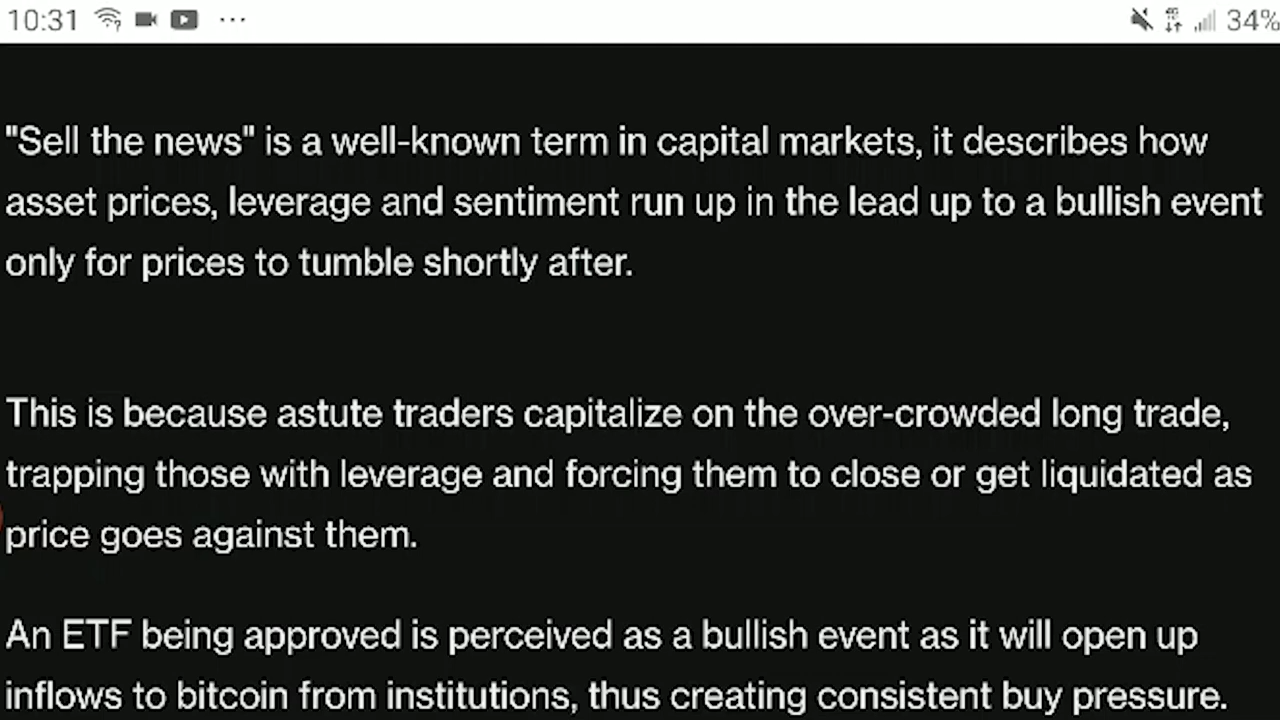 10:31 34%
"Sell the news" is a well-known term in capital markets, it describes how
asset prices, leverage and sentiment run up in the lead up to a bullish event
only for prices to tumble shortly after.
This is because astute traders capitalize on the over-crowded long trade,
trapping those with leverage and forcing them to close or get liquidated as
price goes against them.
An ETF being approved is perceived as a bullish event as it will open up
inflows to bitcoin from institutions, thus creating consistent buy pressure.